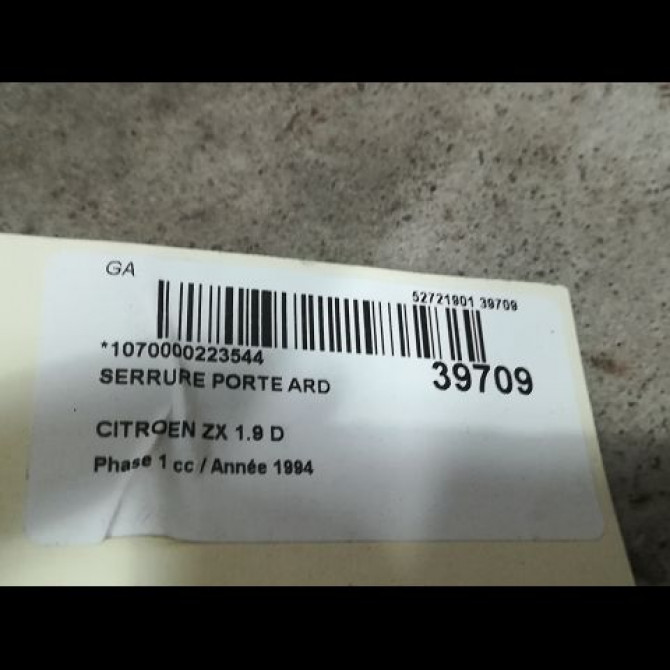 GA
52721901 39709
*1070000223544
39709
SERRURE PORTE ARD
CITROEN ZX 1.9 D
Phase 1 cc / Année 1994